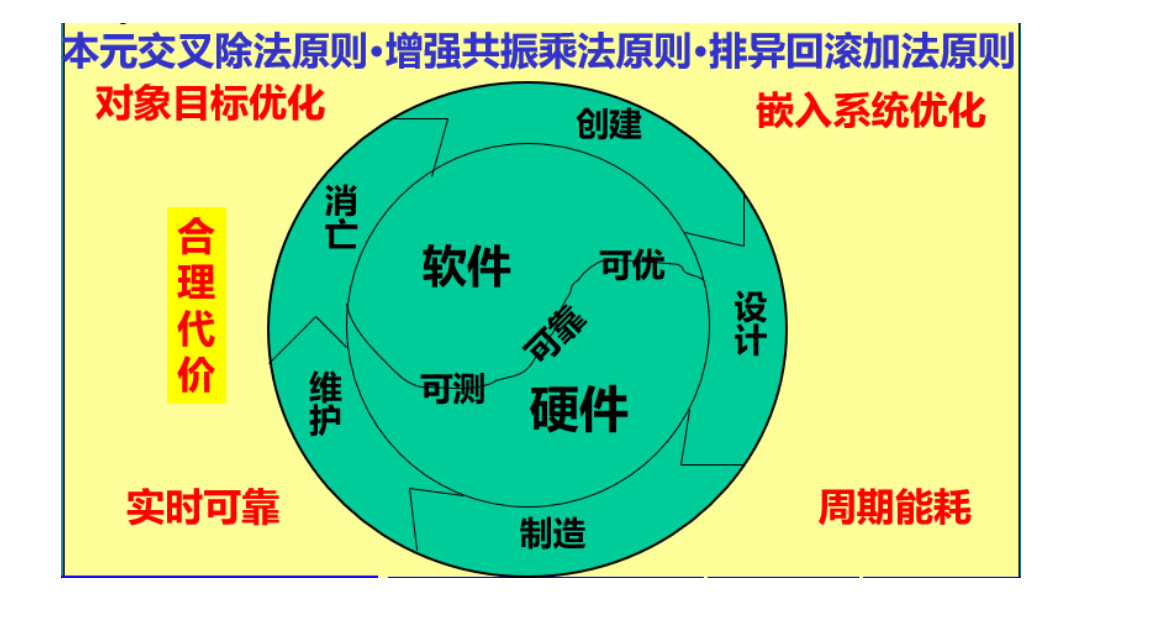 本元交叉除法原则·增强共振乘法原则·排异回滚加法原则
对象目标优化
嵌入系统优化
创建
消亡
合理代价
软件
可优
设计
可靠
可测
维护
硬件
实时可靠
周期能耗
制造